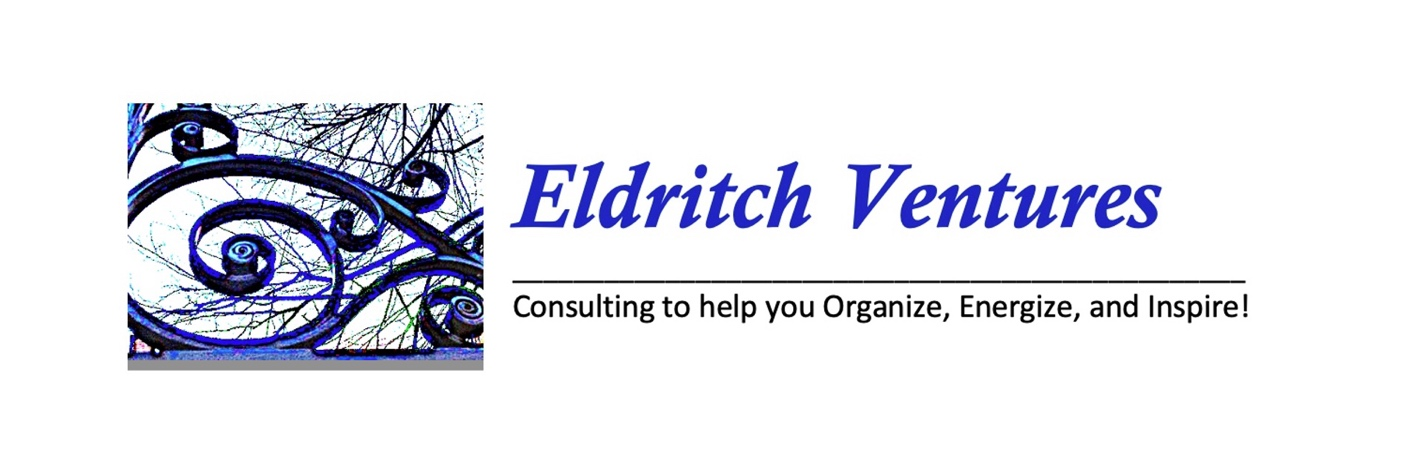 Eldritch Ventures
Consulting to help you Organize, Energize, and Inspire!